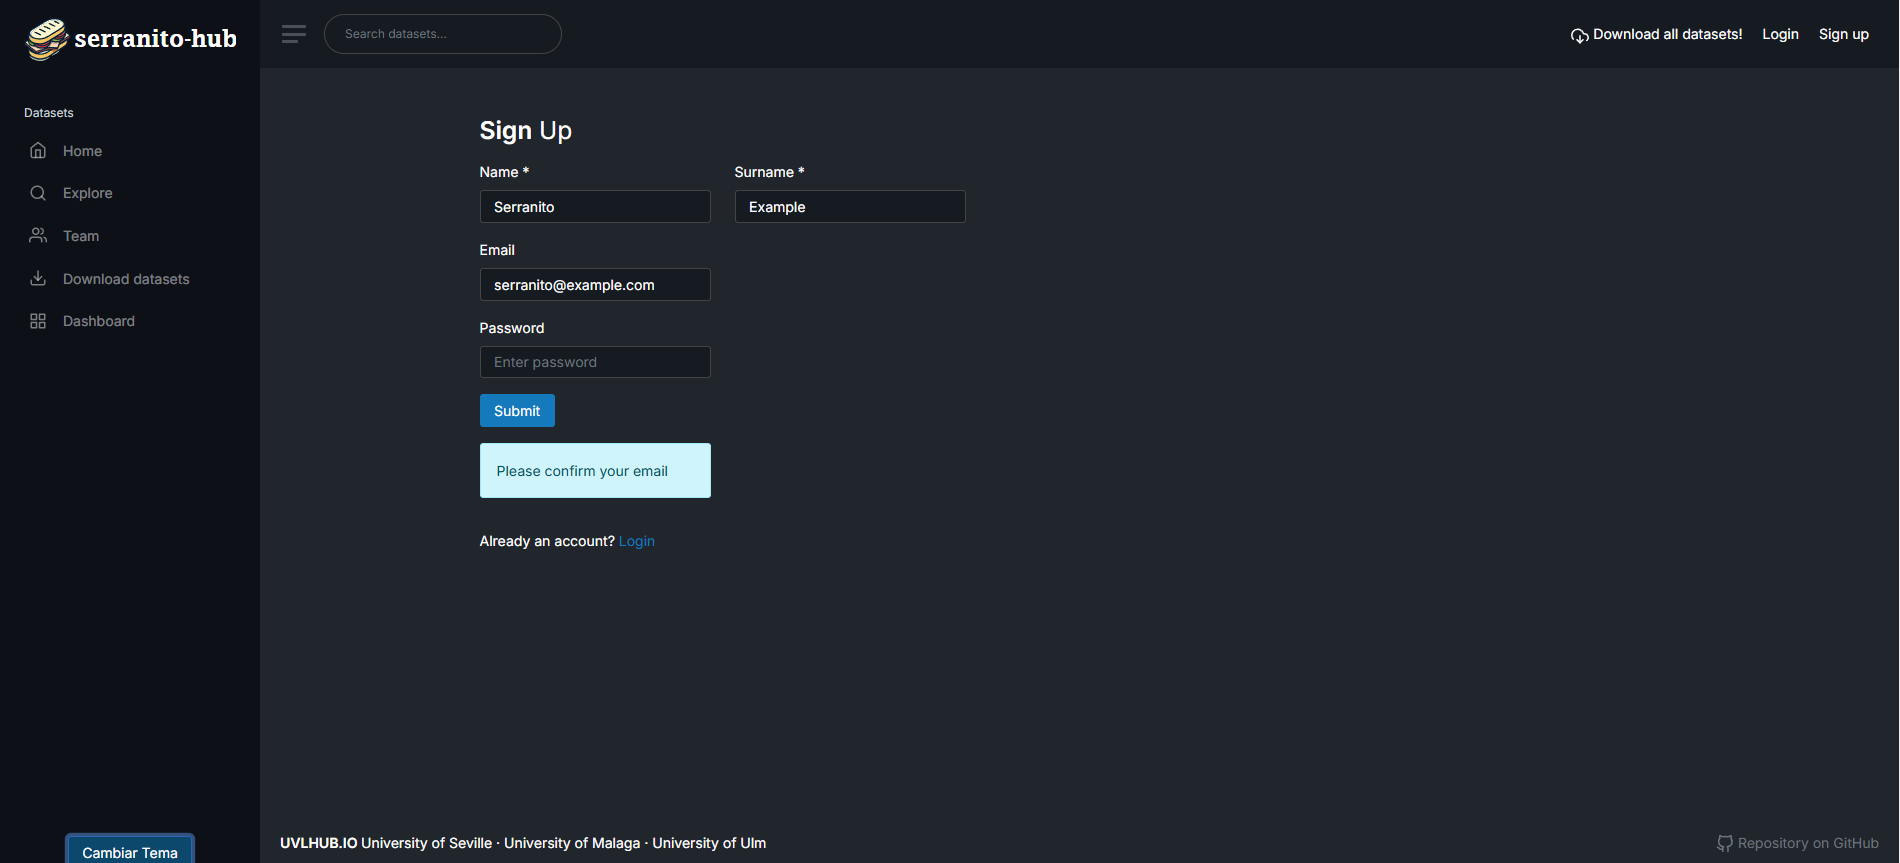 serranito-hub
Search datasets...
Download all datasets! Login Sign up
Datasets
Home
Explore
Team
Download datasets
Dashboard
Cambiar Tema
Sign Up
Name * Surname *
Serranito Example
Email
serranito@example.com
Password
Enter password
Submit
Please confirm your email
Already an account? Login
UVLHUB.IO University of Seville · University of Malaga · University of Ulm
Repository on GitHub